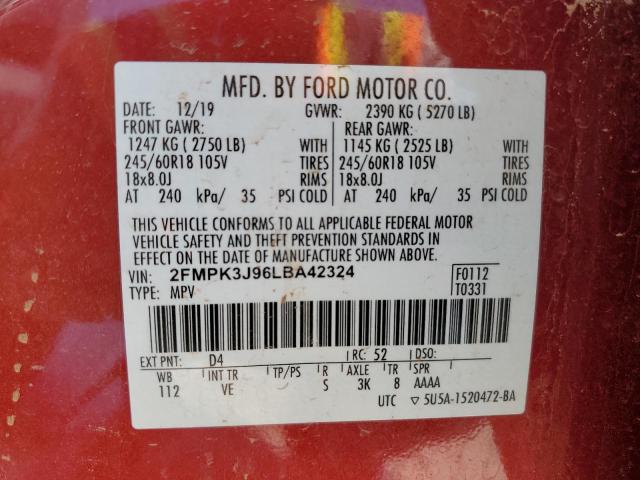 MFD. BY FORD MOTOR CO.
DATE: 12/19 GVWR: 2390 KG ( 5270 LB)
FRONT GAWR: REAR GAWR:
1247 KG ( 2750 LB) WITH 1145 KG ( 2525 LB) WITH
245/60R18 105V TIRES 245/60R18 105V TIRES
18x8.0J RIMS 18x8.0J RIMS
AT 240 kPa/ 35 PSI COLD AT 240 kPa/ 35 PSI COLD
THIS VEHICLE CONFORMS TO ALL APPLICABLE FEDERAL MOTOR
VEHICLE SAFETY AND THEFT PREVENTION STANDARDS IN
EFFECT ON THE DATE OF MANUFACTURE SHOWN ABOVE.
VIN: 2FMPK3J96LBA42324 F0112
TYPE: MPV T0331
EXT PNT: D4 RC: 52 DSO:
WB INT TR TP/PS R AXLE TR SPR
112 VE S 3K 8 AAAA
UTC ▽ 5U5A-1520472-BA